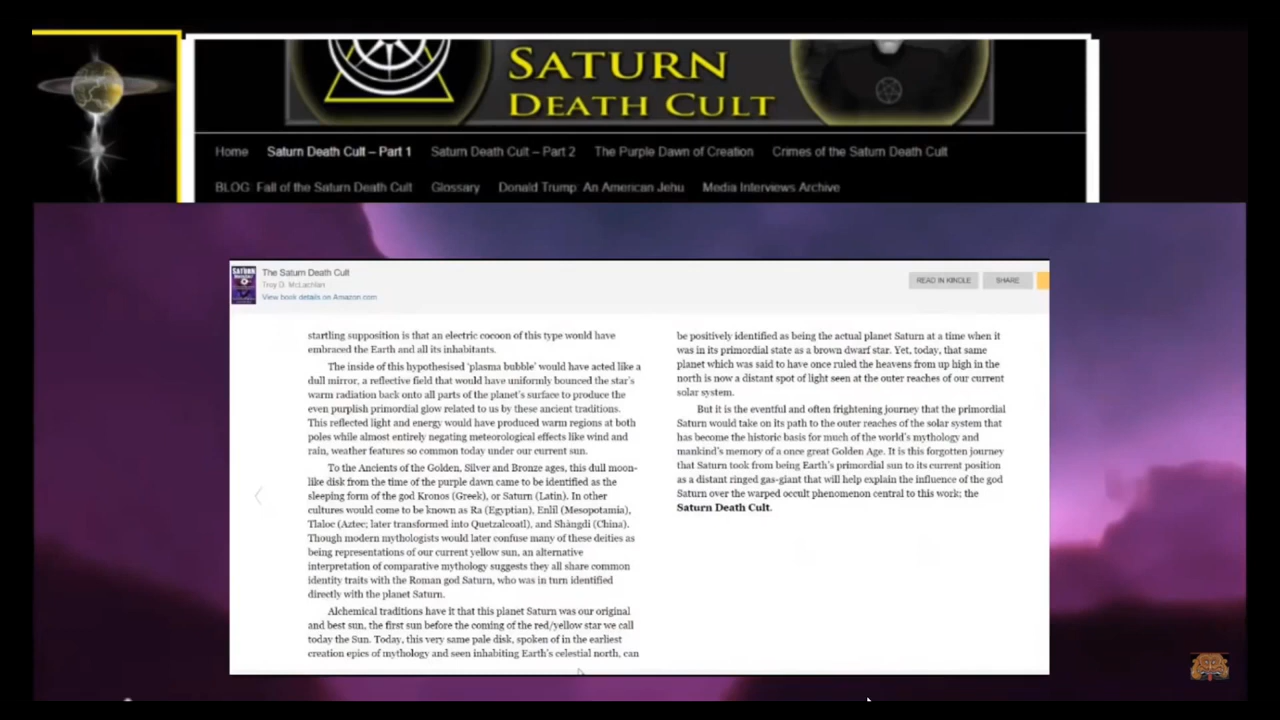 SATURN
DEATH CULT
Home Saturn Death Cult – Part 1 Saturn Death Cult – Part 2 The Purple Dawn of Creation Crimes of the Saturn Death Cult
BLOG: Fall of the Saturn Death Cult Glossary Donald Trump: An American Jehu Media Interviews Archive
SATURN
The Saturn Death Cult
Troy D. McLachlan
View book details on Amazon.com
READ IN KINDLE SHARE
startling supposition is that an electric cocoon of this type would have
embraced the Earth and all its inhabitants.
The inside of this hypothesised 'plasma bubble' would have acted like a
dull mirror, a reflective field that would have uniformly bounced the star's
warm radiation back onto all parts of the planet's surface to produce the
even purplish primordial glow related to us by these ancient traditions.
This reflected light and energy would have produced warm regions at both
poles while almost entirely negating meteorological effects like wind and
rain, weather features so common today under our current sun.
To the Ancients of the Golden, Silver and Bronze ages, this dull moon-
like disk from the time of the purple dawn came to be identified as the
sleeping form of the god Kronos (Greek), or Saturn (Latin). In other
cultures would come to be known as Ra (Egyptian), Enlil (Mesopotamia),
Tlaloc (Aztec; later transformed into Quetzalcoatl), and Shàngdì (China).
Though modern mythologists would later confuse many of these deities as
being representations of our current yellow sun, an alternative
interpretation of comparative mythology suggests they all share common
identity traits with the Roman god Saturn, who was in turn identified
directly with the planet Saturn.
Alchemical traditions have it that this planet Saturn was our original
and best sun, the first sun before the coming of the red/yellow star we call
today the Sun. Today, this very same pale disk, spoken of in the earliest
creation epics of mythology and seen inhabiting Earth's celestial north, can
be positively identified as being the actual planet Saturn at a time when it
was in its primordial state as a brown dwarf star. Yet, today, that same
planet which was said to have once ruled the heavens from up high in the
north is now a distant spot of light seen at the outer reaches of our current
solar system.
But it is the eventful and often frightening journey that the primordial
Saturn would take on its path to the outer reaches of the solar system that
has become the historic basis for much of the world's mythology and
mankind's memory of a once great Golden Age. It is this forgotten journey
that Saturn took from being Earth's primordial sun to its current position
as a distant ringed gas-giant that will help explain the influence of the god
Saturn over the warped occult phenomenon central to this work; the
Saturn Death Cult.